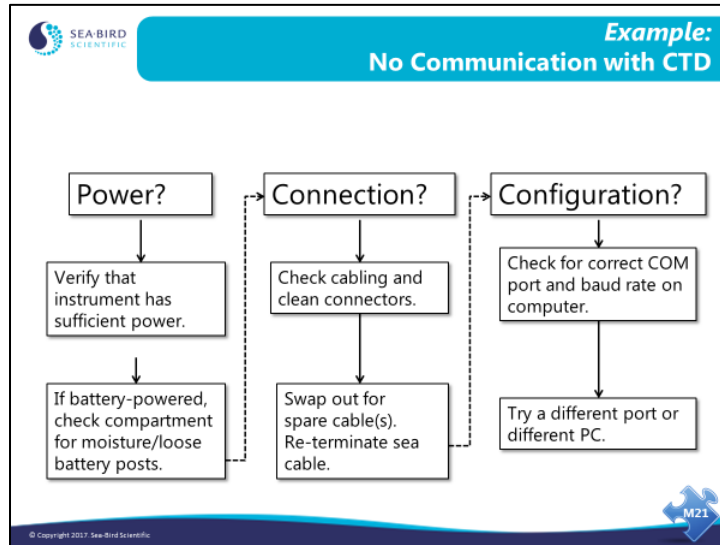 SEA·BIRD
SCIENTIFIC
Example:
No Communication with CTD
Power?
Verify that
instrument has
sufficient power.
If battery-powered,
check compartment
for moisture/loose
battery posts.
Connection?
Check cabling and
clean connectors.
Swap out for
spare cable(s).
Re-terminate sea
cable.
Configuration?
Check for correct COM
port and baud rate on
computer.
Try a different port or
different PC.
M21
© Copyright 2017. Sea-Bird Scientific